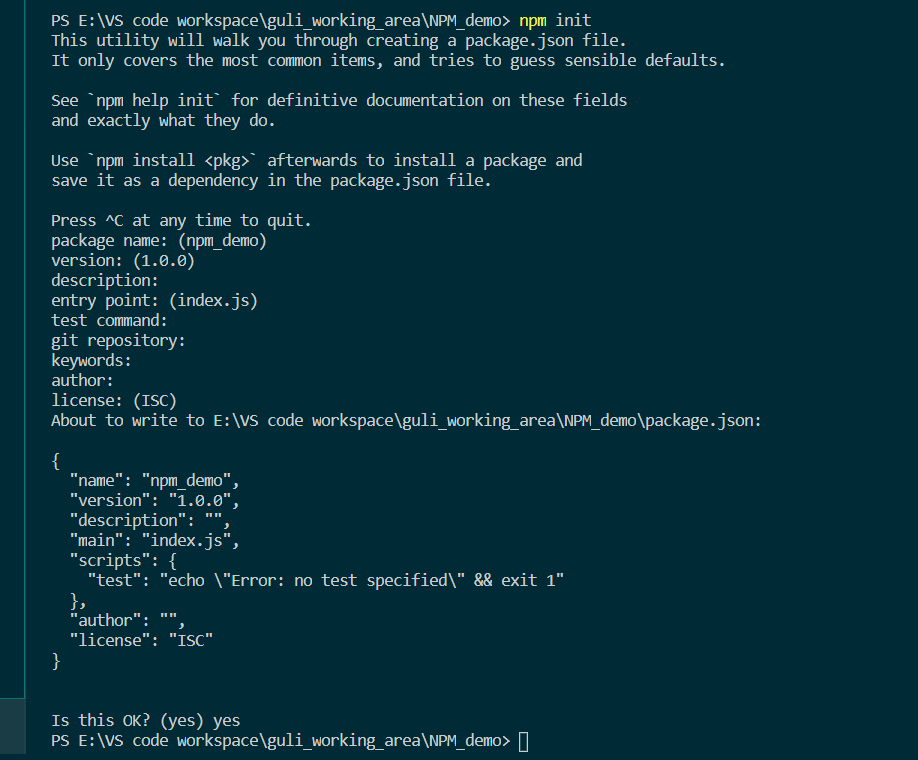 PS E:\VS code workspace\guli_working_area\NPM_demo> npm init
This utility will walk you through creating a package.json file.
It only covers the most common items, and tries to guess sensible defaults.
See `npm help init` for definitive documentation on these fields
and exactly what they do.
Use `npm install <pkg>` afterwards to install a package and
save it as a dependency in the package.json file.
Press ^C at any time to quit.
package name: (npm_demo)
version: (1.0.0)
description:
entry point: (index.js)
test command:
git repository:
keywords:
author:
license: (ISC)
About to write to E:\VS code workspace\guli_working_area\NPM_demo\package.json:
{
  "name": "npm_demo",
  "version": "1.0.0",
  "description": "",
  "main": "index.js",
  "scripts": {
    "test": "echo \"Error: no test specified\" && exit 1"
  },
  "author": "",
  "license": "ISC"
}
Is this OK? (yes) yes
PS E:\VS code workspace\guli_working_area\NPM_demo>